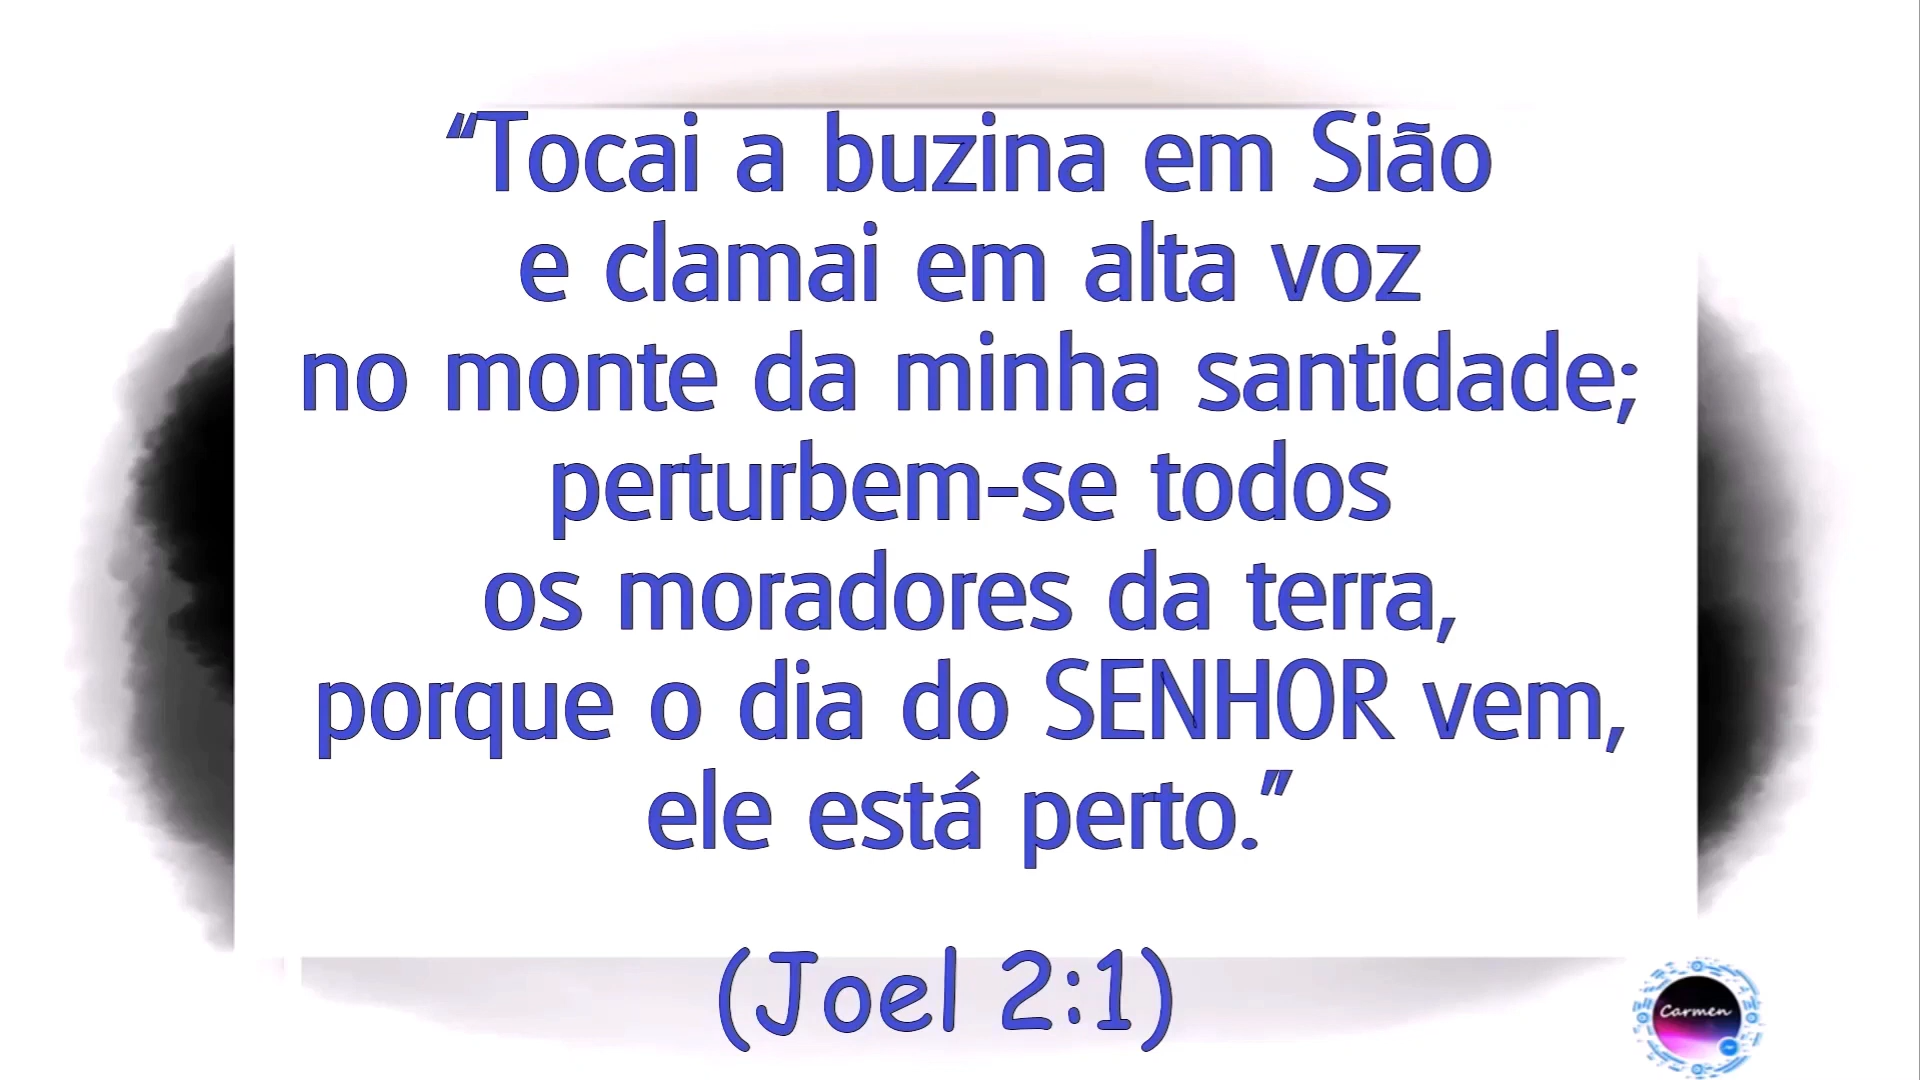 “Tocai a buzina em Sião
e clamai em alta voz
no monte da minha santidade;
perturbem-se todos
os moradores da terra,
porque o dia do SENHOR vem,
ele está perto.”
(Joel 2:1)
Carmen